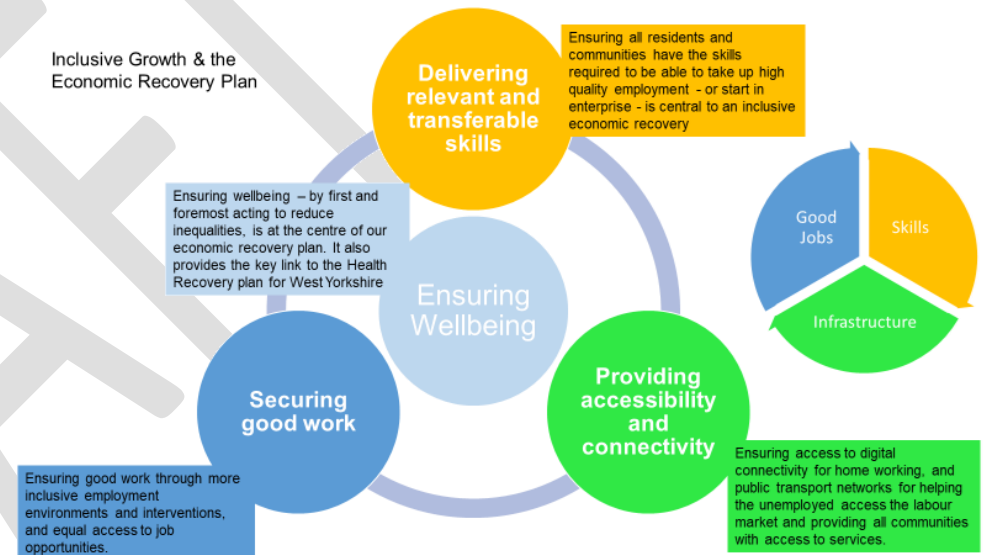 Inclusive Growth & the
Economic Recovery Plan
Delivering
relevant and
transferable
skills
Ensuring all residents and
communities have the skills
required to be able to take up high
quality employment - or start in
enterprise - is central to an inclusive
economic recovery
Ensuring wellbeing – by first and
foremost acting to reduce
inequalities, is at the centre of our
economic recovery plan. It also
provides the key link to the Health
Recovery plan for West Yorkshire
Ensuring
Wellbeing
Good
Jobs
Skills
Infrastructure
Securing
good work
Providing
accessibility
and
connectivity
Ensuring good work through more
inclusive employment
environments and interventions,
and equal access to job
opportunities.
Ensuring access to digital
connectivity for home working, and
public transport networks for helping
the unemployed access the labour
market and providing all communities
with access to services.